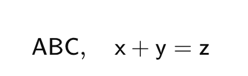 ABC, x + y = z